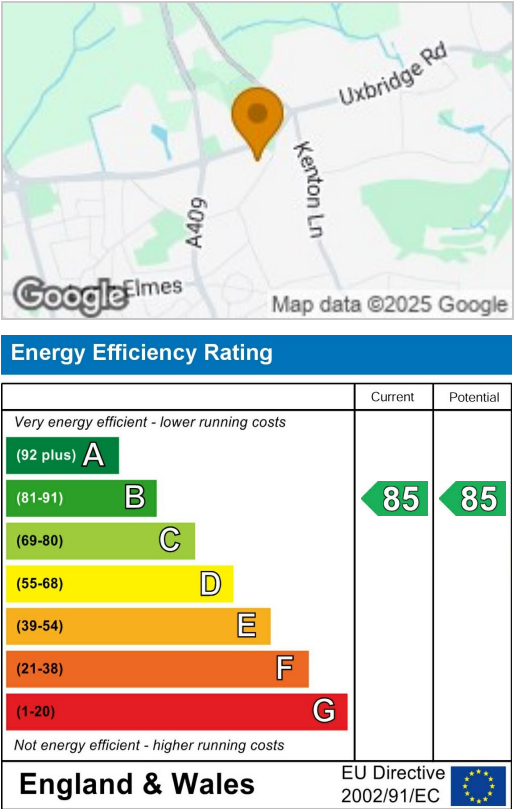 Uxbridge Rd
Kenton Ln
A409
Elmes
Google
Map data ©2025 Google
Energy Efficiency Rating
Current Potential
Very energy efficient - lower running costs
(92 plus) A
(81-91) B 85 85
(69-80) C
(55-68) D
(39-54) E
(21-38) F
(1-20) G
Not energy efficient - higher running costs
England & Wales
EU Directive
2002/91/EC